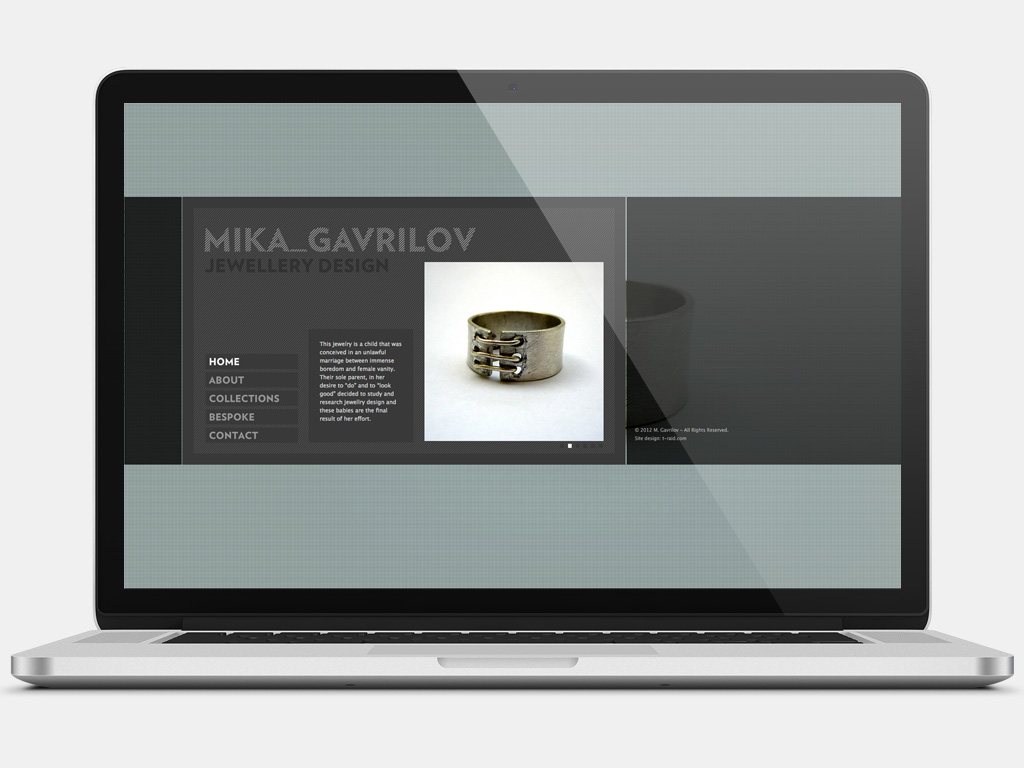 MIKA_GAVRILOV
JEWELLERY DESIGN
HOME
ABOUT
COLLECTIONS
BESPOKE
CONTACT
This jewelry is a child that was
conceived in an unlawful
marriage between immense
boredom and female vanity.
Their sole parent, in her
desire to "do" and to "look
good" decided to study and
research jewellry design and
these babies are the final
result of her effort.
© 2012 M. Gavrilov - All Rights Reserved.
Site design: t-raid.com